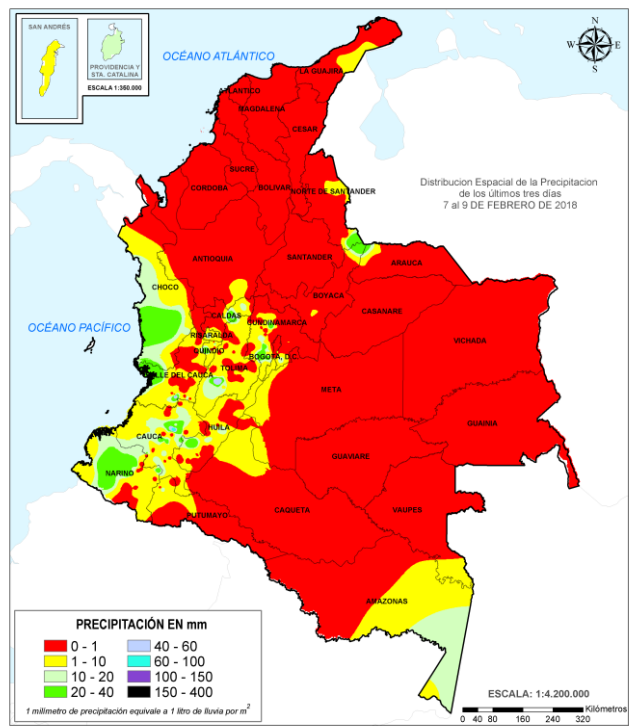 SAN ANDRÉS
PROVIDENCIA Y
STA. CATALINA
ESCALA 1:350.000
OCÉANO ATLÁNTICO
N
W
E
S
LA GUAJIRA
ATLANTICO
MAGDALENA
CESAR
SUCRE
CORDOBA
BOLIVAR
NORTE DE SANTANDER
Distribucion Espacial de la Precipitacion
de los últimos tres días
7 al 9 DE FEBRERO DE 2018
ANTIOQUIA
SANTANDER
ARAUCA
CHOCO
BOYACA
CASANARE
OCÉANO PACÍFICO
CALDAS
CUNDINAMARCA
RISARALDA
VICHADA
QUINDIO
BOGOTA, D.C.
TOLIMA
VALLE DEL CAUCA
META
GUAINIA
CAUCA
HUILA
GUAVIARE
NARINO
CAQUETA
VAUPES
PUTUMAYO
AMAZONAS
PRECIPITACIÓN EN mm
0 - 1
40 - 60
1 - 10
60 - 100
10 - 20
100 - 150
20 - 40
150 - 400
1 milímetro de precipitación equivale a 1 litro de lluvia por m²
ESCALA: 1:4.200.000
Kilómetros
0 40 80 160 240 320